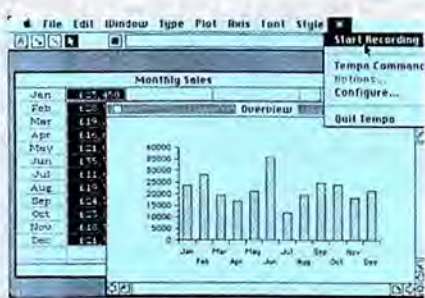 File Edit Window Type Plot Axis Font Style
Start Recording
Tempo Command
Options...
Configure...
Quit Tempo
Monthly Sales
Overview
Jan
Feb
Mar
Apr
May
Jun
Jul
Aug
Sep
Oct
Nov
Dec
40000
35000
30000
25000
20000
15000
10000
5000
0
Jan Mar May Jul Sep Nov
Feb Apr Jun Aug Oct Dec